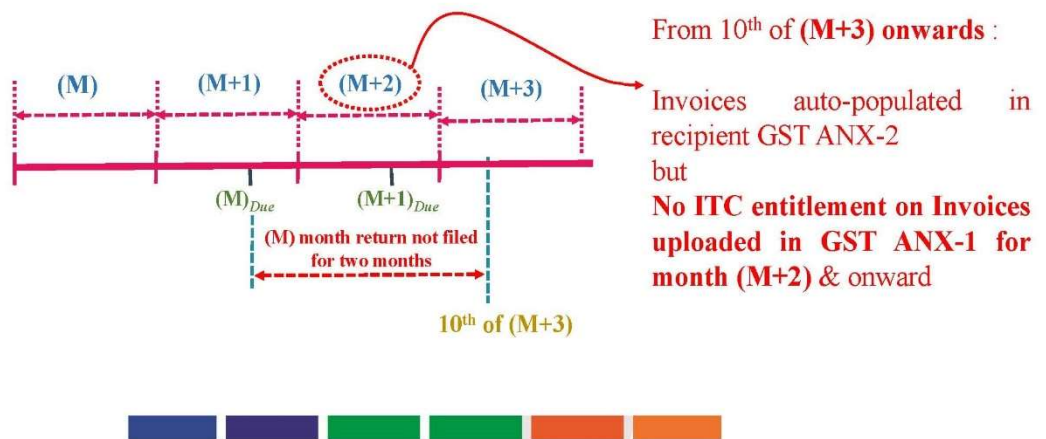 (M)
(M+1)
(M+2)
(M+3)
(M)Due
(M+1)Due
(M) month return not filed
for two months
10th of (M+3)
From 10th of (M+3) onwards :
Invoices auto-populated in
recipient GST ANX-2
but
No ITC entitlement on Invoices
uploaded in GST ANX-1 for
month (M+2) & onward